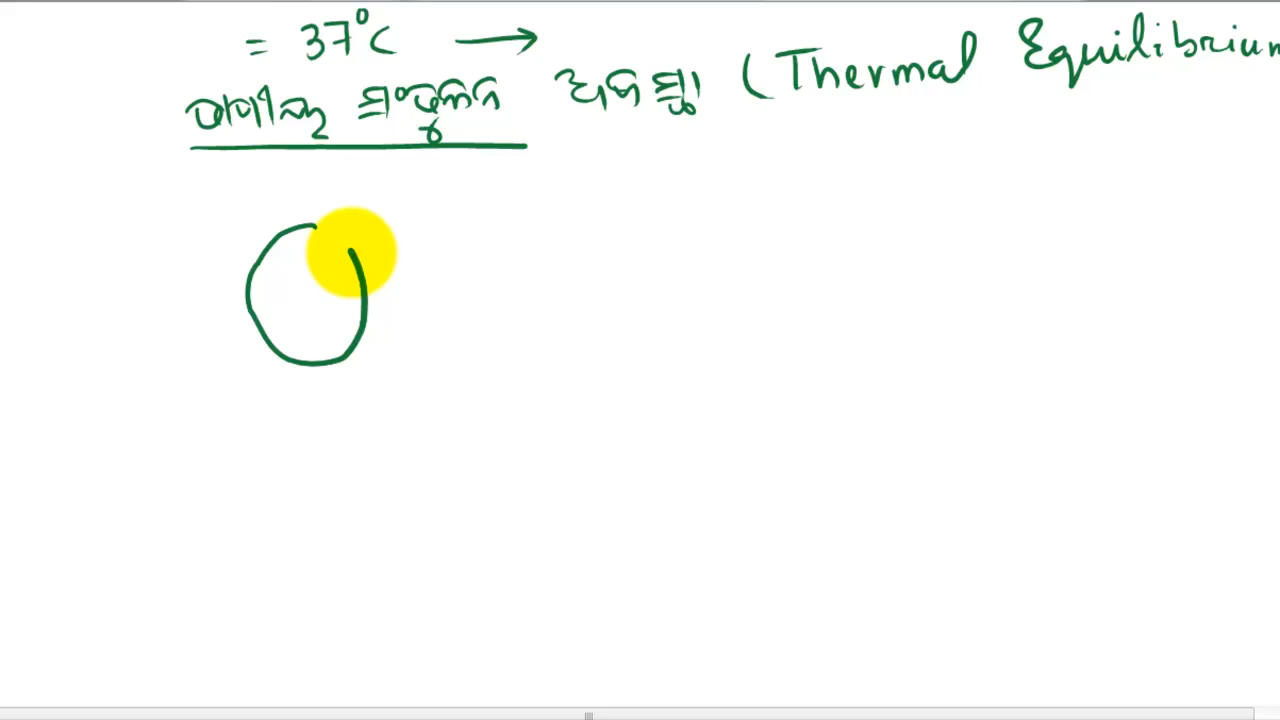 = 37°C →
ତାପୀୟ ସନ୍ତୁଳନ ଅବସ୍ଥା (Thermal Equilibrium